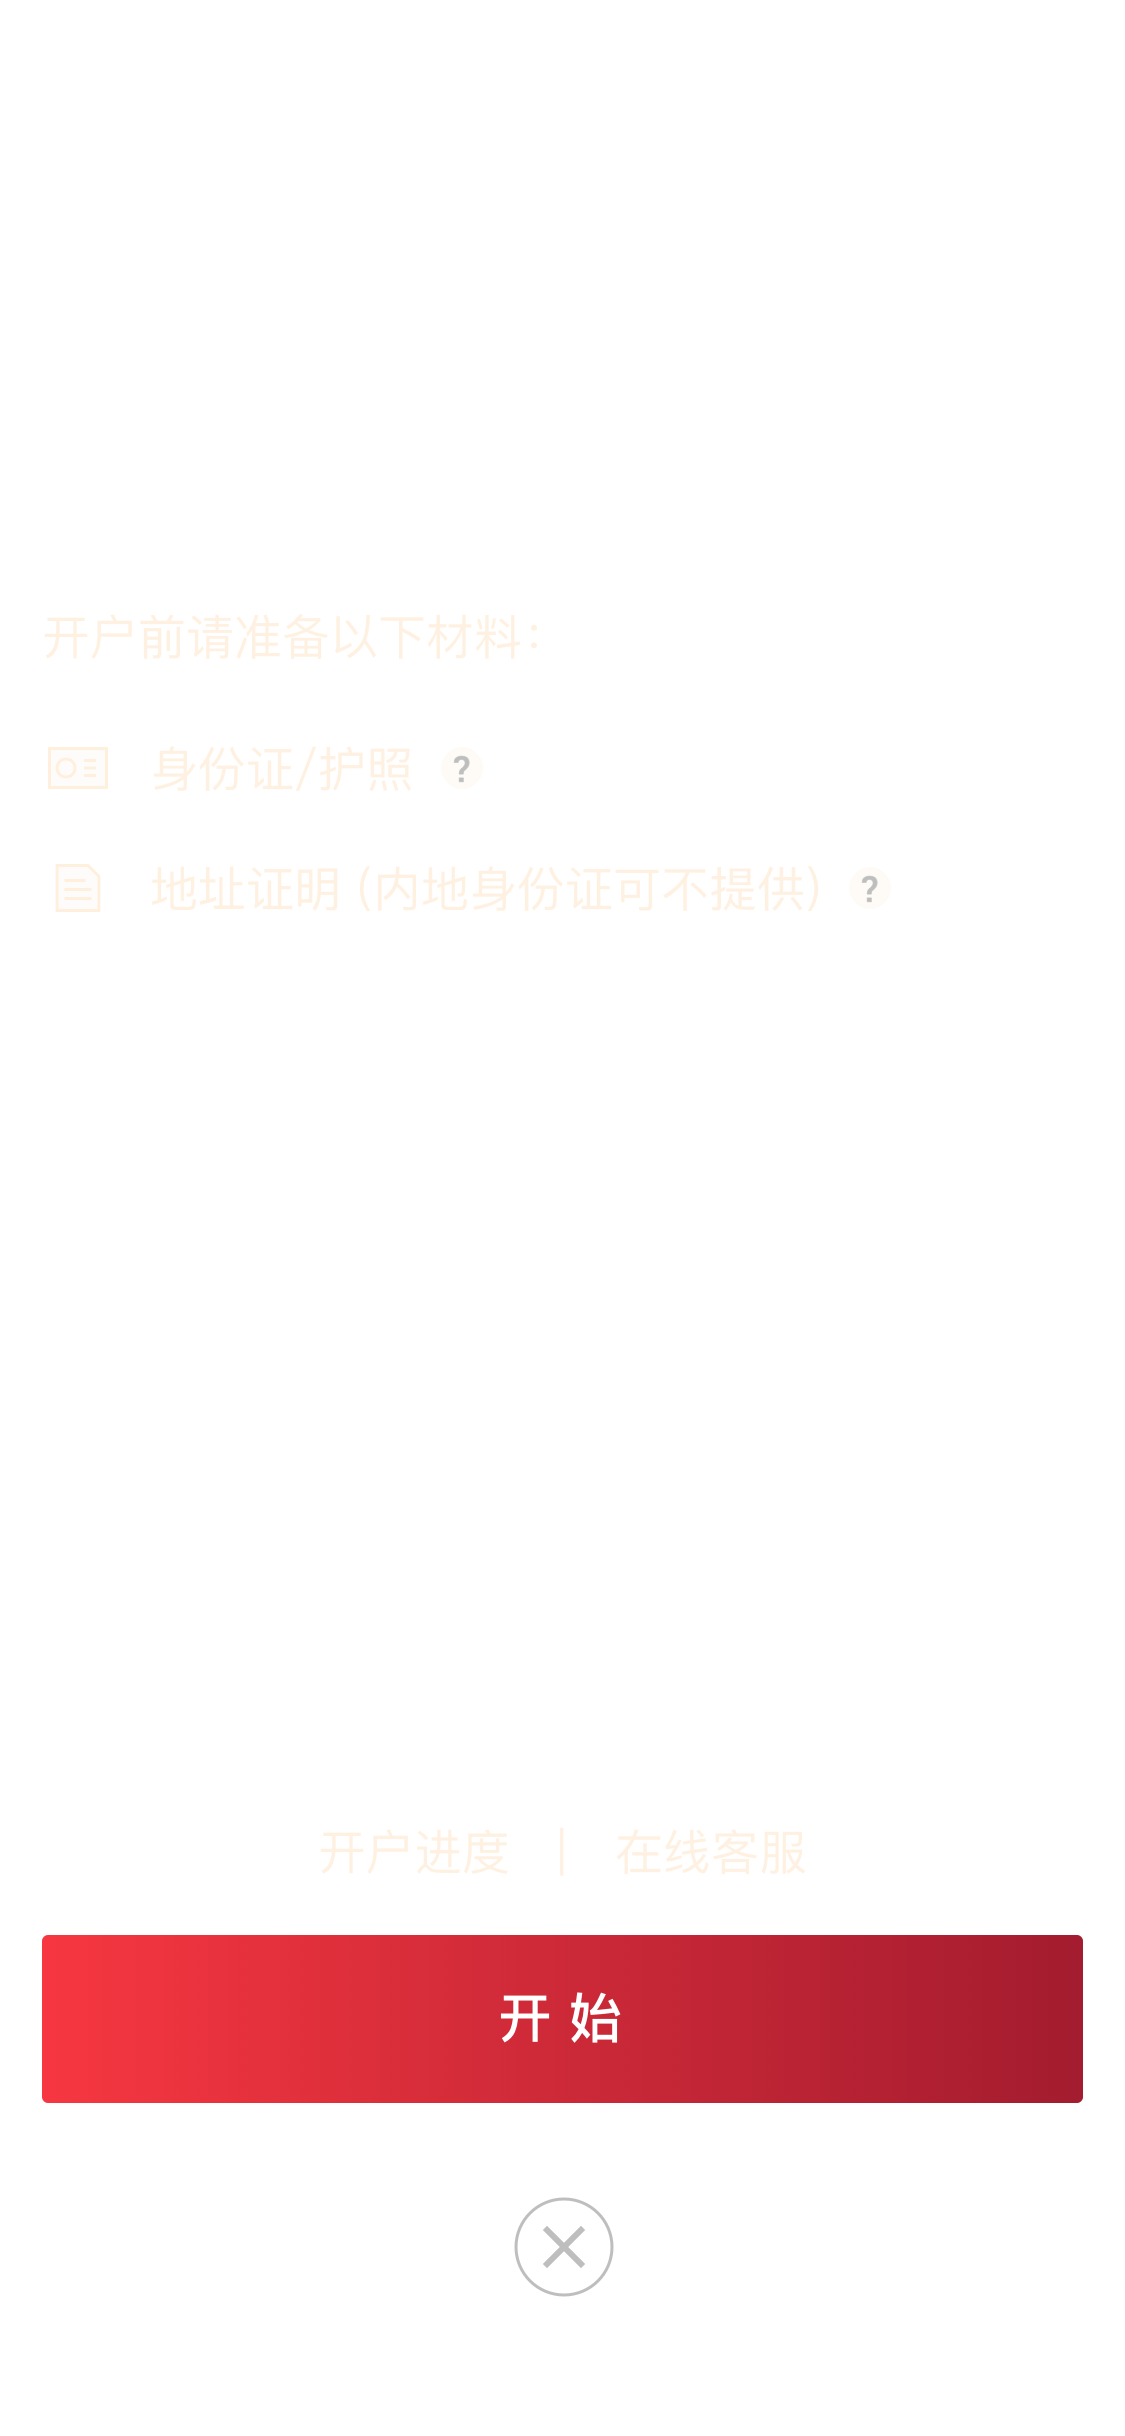 开户前请准备以下材料：
身份证/护照 ?
地址证明 (内地身份证可不提供) ?
开户进度 | 在线客服
开 始